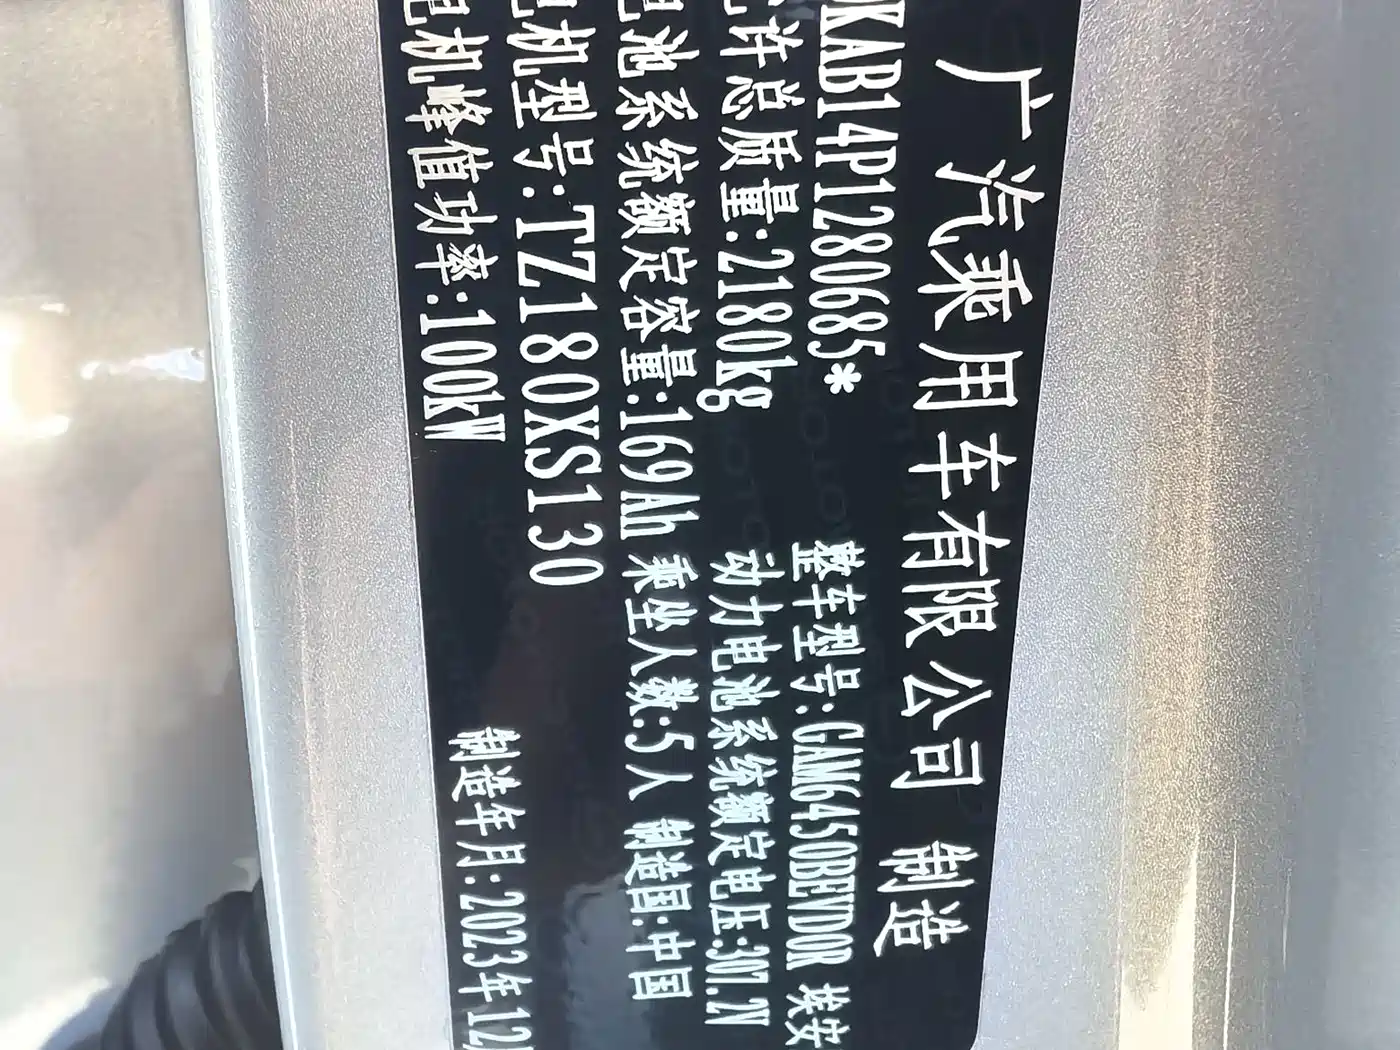 广汽乘用车有限公司 制造
KAB14P1280685* 整车型号:GAM6450BEVD0R 埃安
许总质量:2180kg 动力电池系统额定电压:307.2V
电池系统额定容量:169Ah 乘坐人数:5人 制造国:中国
电机型号:TZ180XS130
电机峰值功率:100kW 制造年月:2023年12